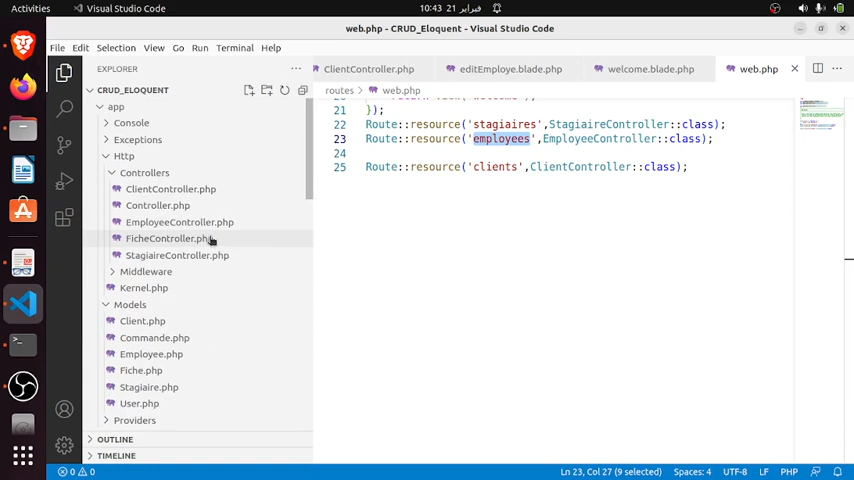 Activities
Visual Studio Code
10:43 21 فبراير
web.php - CRUD_Eloquent - Visual Studio Code
File Edit Selection View Go Run Terminal Help
EXPLORER
ClientController.php
editEmploye.blade.php
welcome.blade.php
web.php
CRUD_ELOQUENT
routes > web.php
app
Console
Exceptions
Http
Controllers
ClientController.php
Controller.php
EmployeeController.php
FicheController.php
StagiaireController.php
Middleware
Kernel.php
Models
Client.php
Commande.php
Employee.php
Fiche.php
Stagiaire.php
User.php
Providers
OUTLINE
TIMELINE
21 });
22 Route::resource('stagiaires',StagiaireController::class);
23 Route::resource('employees',EmployeeController::class);
24
25 Route::resource('clients',ClientController::class);
0 0
Ln 23, Col 27 (9 selected) Spaces: 4 UTF-8 LF PHP